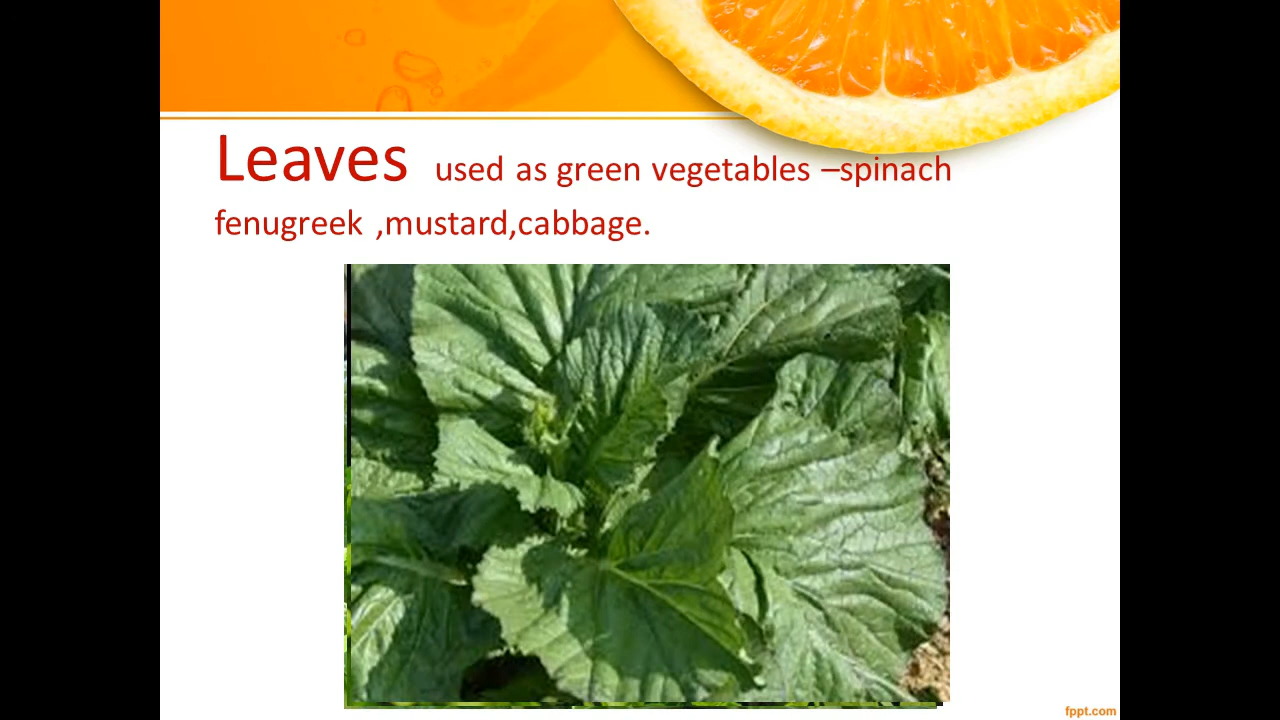 Leaves used as green vegetables –spinach
fenugreek ,mustard,cabbage.
fppt.com